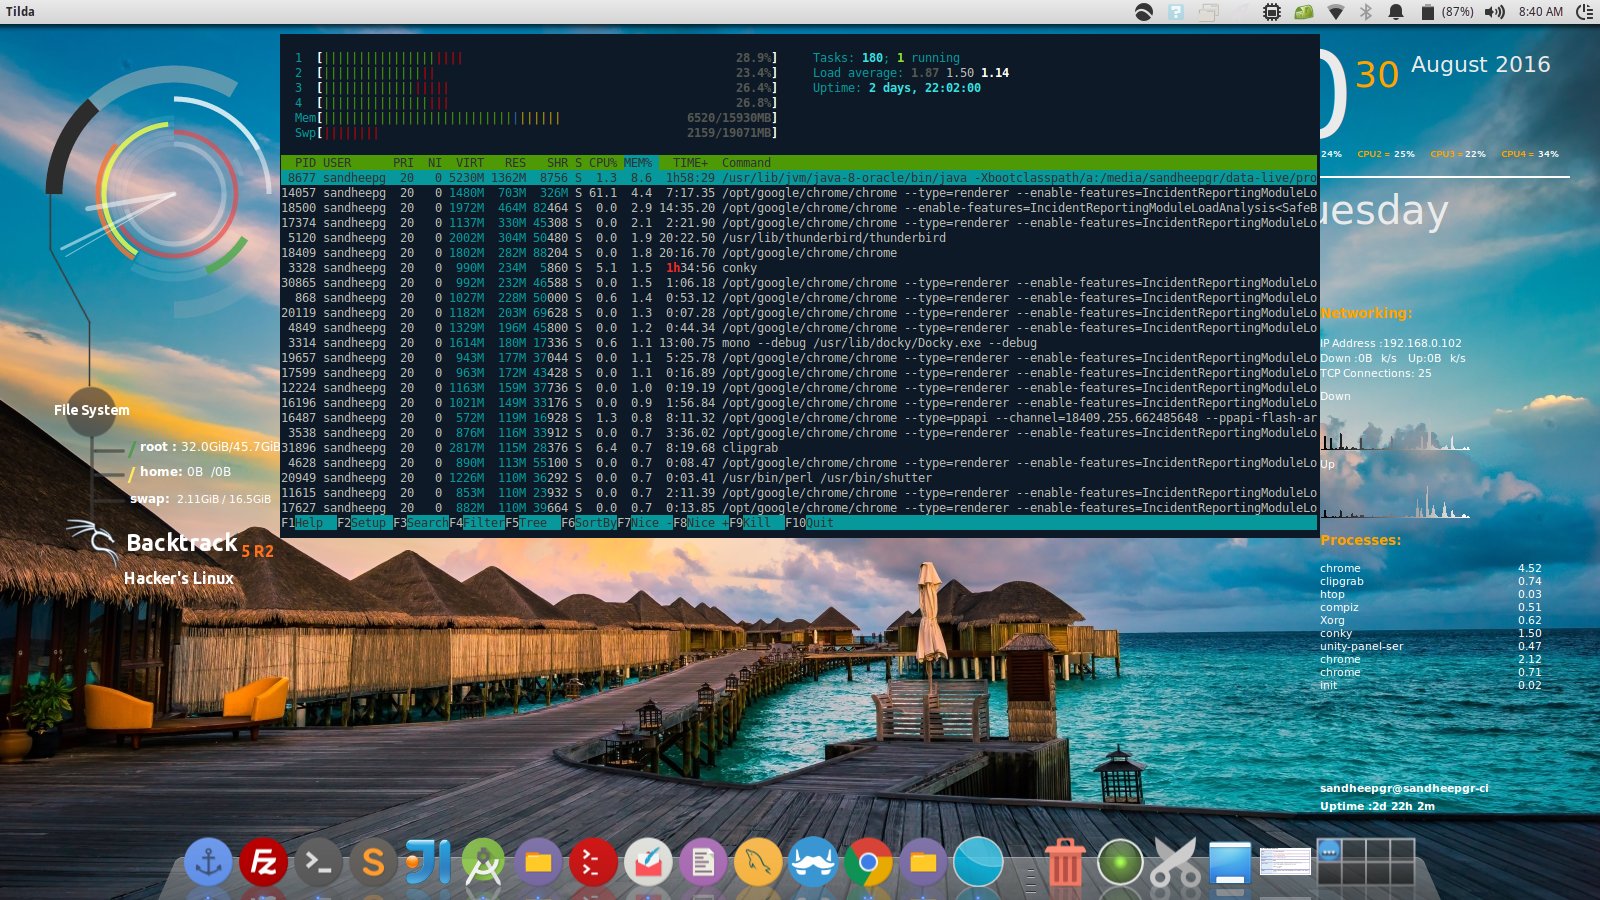 Tilda
(87%)
8:40 AM
1 [ 28.9%]
2 [ 23.4%]
3 [ 26.4%]
4 [ 26.8%]
Mem[ 6520/15930MB]
Swp[ 2159/19071MB]
Tasks: 180; 1 running
Load average: 1.87 1.50 1.14
Uptime: 2 days, 22:02:00
PID USER PRI NI VIRT RES SHR S CPU% MEM% TIME+ Command
8677 sandheepg 20 0 5230M 1362M 8756 S 1.3 8.6 1h58:29 /usr/lib/jvm/java-8-oracle/bin/java -Xbootclasspath/a:/media/sandheepgr/data-live/pro
14057 sandheepg 20 0 1480M 703M 326M S 61.1 4.4 7:17.35 /opt/google/chrome/chrome --type=renderer --enable-features=IncidentReportingModuleLo
18500 sandheepg 20 0 1972M 464M 82464 S 0.0 2.9 14:35.20 /opt/google/chrome/chrome --enable-features=IncidentReportingModuleLoadAnalysis<SafeB
17374 sandheepg 20 0 1137M 330M 45308 S 0.0 2.1 2:21.90 /opt/google/chrome/chrome --type=renderer --enable-features=IncidentReportingModuleLo
5120 sandheepg 20 0 2002M 304M 50480 S 0.0 1.9 20:22.50 /usr/lib/thunderbird/thunderbird
18409 sandheepg 20 0 1802M 282M 88204 S 0.0 1.8 20:16.70 /opt/google/chrome/chrome
3328 sandheepg 20 0 990M 234M 5860 S 5.1 1.5 1h34:56 conky
30865 sandheepg 20 0 992M 232M 46588 S 0.0 1.5 1:06.18 /opt/google/chrome/chrome --type=renderer --enable-features=IncidentReportingModuleLo
868 sandheepg 20 0 1027M 228M 50000 S 0.6 1.4 0:53.12 /opt/google/chrome/chrome --type=renderer --enable-features=IncidentReportingModuleLo
20119 sandheepg 20 0 1182M 203M 69628 S 0.0 1.3 0:07.28 /opt/google/chrome/chrome --type=renderer --enable-features=IncidentReportingModuleLo
4849 sandheepg 20 0 1329M 196M 45800 S 0.0 1.2 0:44.34 /opt/google/chrome/chrome --type=renderer --enable-features=IncidentReportingModuleLo
3314 sandheepg 20 0 1614M 180M 17336 S 0.6 1.1 13:00.75 mono --debug /usr/lib/docky/Docky.exe --debug
19657 sandheepg 20 0 943M 177M 37044 S 0.0 1.1 5:25.78 /opt/google/chrome/chrome --type=renderer --enable-features=IncidentReportingModuleLo
17599 sandheepg 20 0 963M 172M 43428 S 0.0 1.1 0:16.89 /opt/google/chrome/chrome --type=renderer --enable-features=IncidentReportingModuleLo
12224 sandheepg 20 0 1163M 159M 37736 S 0.0 1.0 0:19.19 /opt/google/chrome/chrome --type=renderer --enable-features=IncidentReportingModuleLo
16196 sandheepg 20 0 1021M 149M 33176 S 0.0 0.9 1:56.84 /opt/google/chrome/chrome --type=renderer --enable-features=IncidentReportingModuleLo
16487 sandheepg 20 0 572M 119M 16928 S 1.3 0.8 8:11.32 /opt/google/chrome/chrome --type=ppapi --channel=18409.255.662485648 --ppapi-flash-ar
3538 sandheepg 20 0 876M 116M 33912 S 0.0 0.7 3:36.02 /opt/google/chrome/chrome --type=renderer --enable-features=IncidentReportingModuleLo
31896 sandheepg 20 0 2817M 115M 28376 S 6.4 0.7 8:19.68 clipgrab
4628 sandheepg 20 0 890M 113M 55100 S 0.0 0.7 0:08.47 /opt/google/chrome/chrome --type=renderer --enable-features=IncidentReportingModuleLo
20949 sandheepg 20 0 1226M 110M 36292 S 0.0 0.7 0:03.41 /usr/bin/perl /usr/bin/shutter
11615 sandheepg 20 0 853M 110M 23932 S 0.0 0.7 2:11.39 /opt/google/chrome/chrome --type=renderer --enable-features=IncidentReportingModuleLo
17627 sandheepg 20 0 882M 110M 39664 S 0.0 0.7 0:13.85 /opt/google/chrome/chrome --type=renderer --enable-features=IncidentReportingModuleLo
F1Help F2Setup F3SearchF4FilterF5Tree F6SortByF7Nice -F8Nice +F9Kill F10Quit
0 30 August 2016
24% CPU2 = 25% CPU3 = 22% CPU4 = 34%
uesday
Networking:
IP Address :192.168.0.102
Down :0B k/s Up:0B k/s
TCP Connections: 25
Down
Up
Processes:
chrome 4.52
clipgrab 0.74
htop 0.03
compiz 0.51
Xorg 0.62
conky 1.50
unity-panel-ser 0.47
chrome 2.12
chrome 0.71
init 0.02
sandheepgr@sandheepgr-ci
Uptime :2d 22h 2m
File System
/ root : 32.0GiB/45.7GiB
/ home: 0B /0B
swap: 2.11GiB / 16.5GiB
Backtrack 5 R2
Hacker's Linux
Fz
S